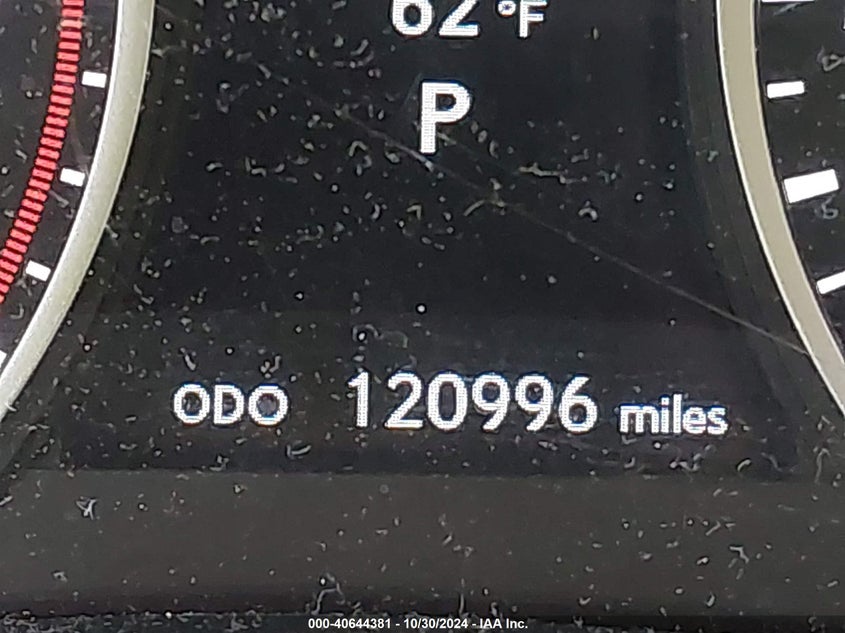 62 °F
P
ODO 120996 miles
000-40644381 - 10/30/2024 - IAA Inc.